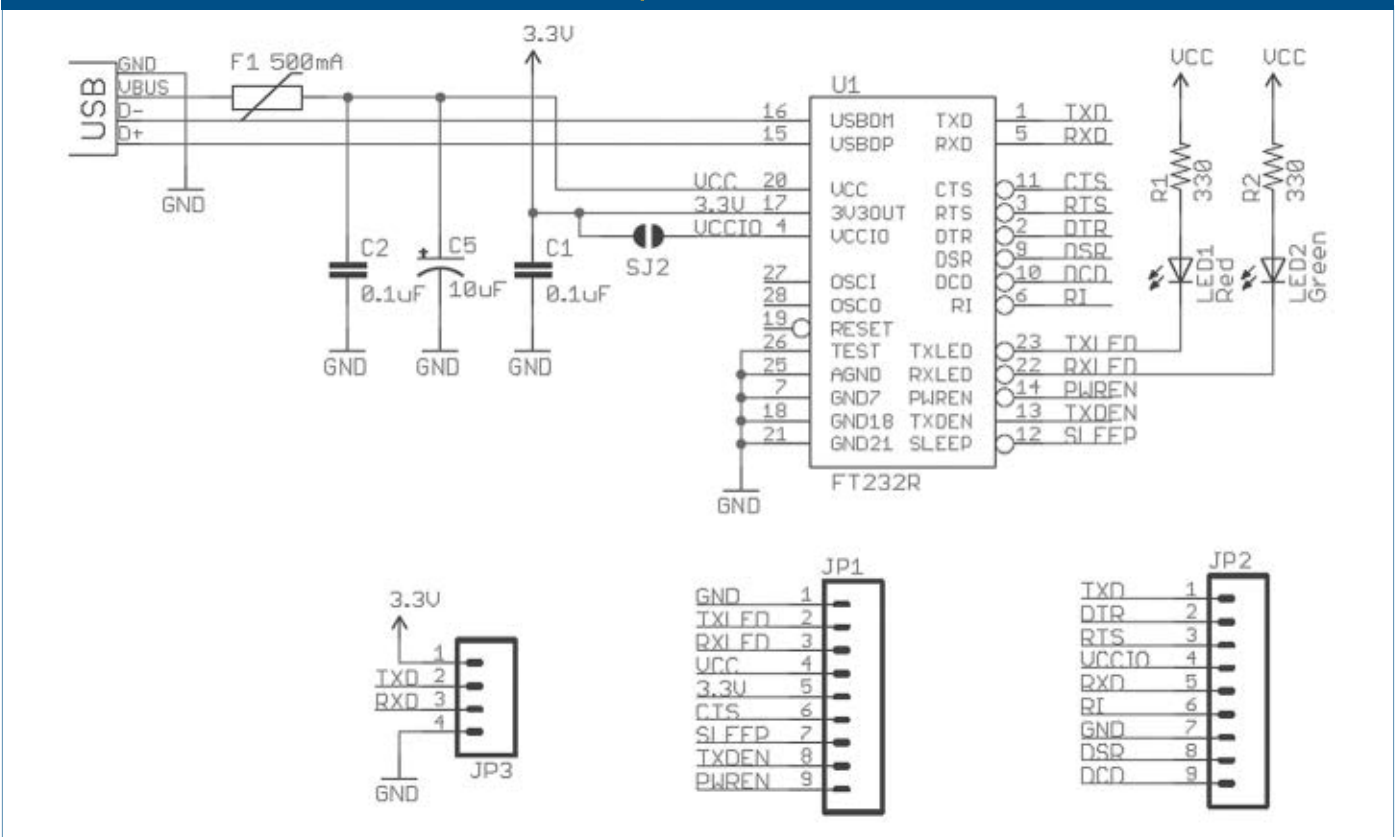 3.3V
GND
VBUS
D-
D+
USB
F1 500mA
GND
C2
0.1uF
GND
C5
10uF
GND
C1
0.1uF
GND
SJ2
VCC 20
3.3V 17
VCCIO 4
U1
16 USBDM TXD 1 TXD
15 USBDP RXD 5 RXD
VCC CTS 11 CTS
3V3OUT RTS 3 RTS
VCCIO DTR 2 DTR
DSR 9 DSR
27 OSCI DCD 10 DCD
28 OSCO RI 6 RI
19 RESET
26 TEST TXLED 23 TXLED
25 AGND RXLED 22 RXLED
7 GND7 PWREN 14 PWREN
18 GND18 TXDEN 13 TXDEN
21 GND21 SLEEP 12 SLEEP
FT232R
GND
VCC
R1
330
LED1
Red
VCC
R2
330
LED2
Green
3.3V
1
TXD 2
RXD 3
4
GND
JP3
JP1
GND 1
TXLED 2
RXLED 3
VCC 4
3.3V 5
CTS 6
SLEEP 7
TXDEN 8
PWREN 9
JP2
TXD 1
DTR 2
RTS 3
VCCIO 4
RXD 5
RI 6
GND 7
DSR 8
DCD 9